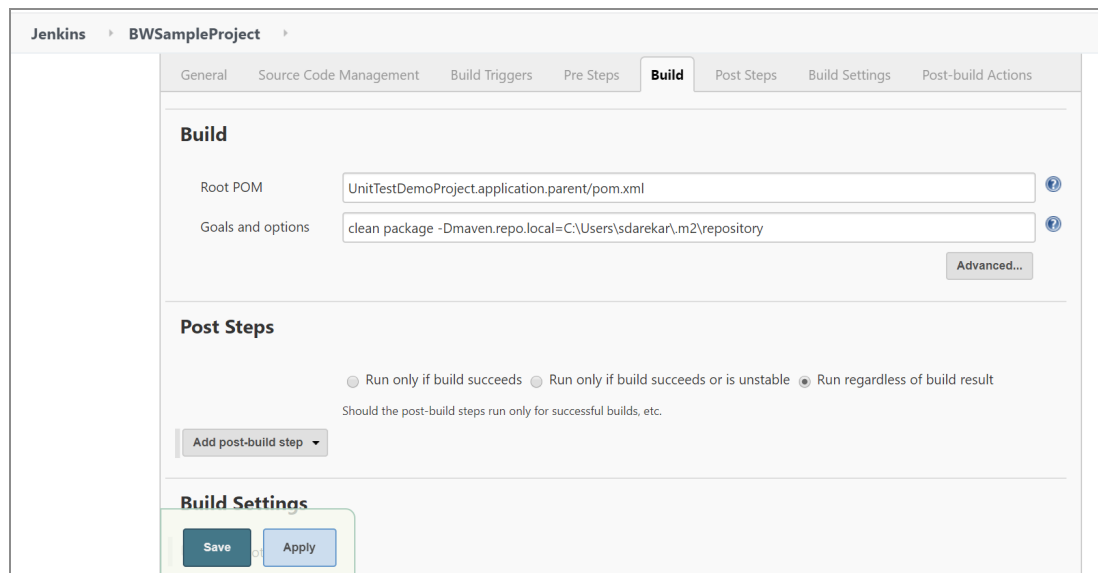 Jenkins BWSampleProject
General Source Code Management Build Triggers Pre Steps Build Post Steps Build Settings Post-build Actions
Build
Root POM UnitTestDemoProject.application.parent/pom.xml
Goals and options clean package -Dmaven.repo.local=C:\Users\sdarekar\.m2\repository
Advanced...
Post Steps
Run only if build succeeds Run only if build succeeds or is unstable Run regardless of build result
Should the post-build steps run only for successful builds, etc.
Add post-build step
Build Settings
Save Apply